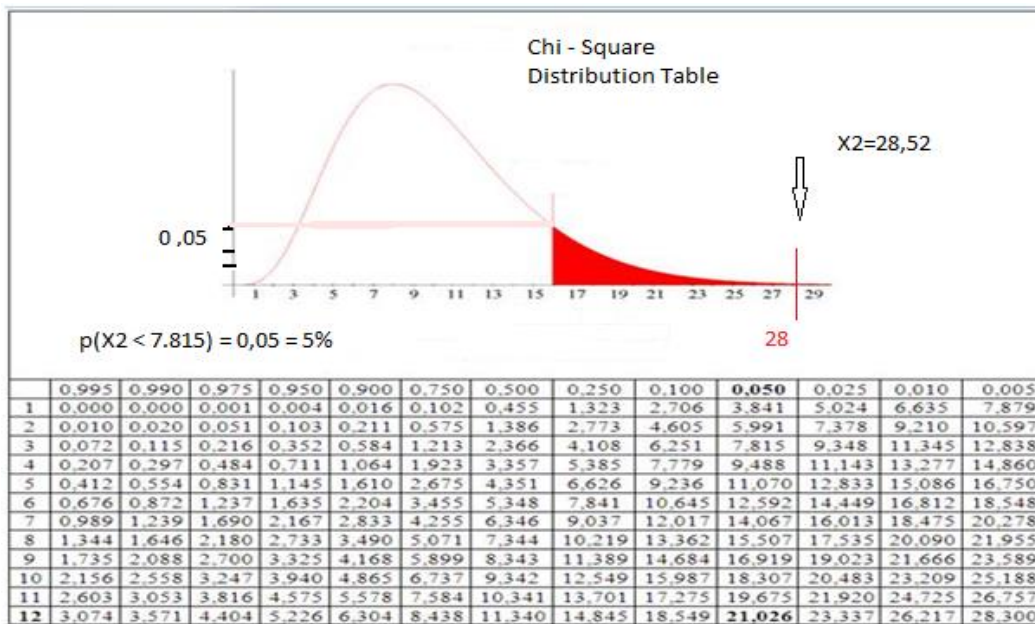 Chi - Square
Distribution Table
X2=28,52
0 ,05
1 3 5 7 9 11 13 15 17 19 21 23 25 27 29
p(X2 < 7.815) = 0,05 = 5%
28
0,995 0,990 0,975 0,950 0,900 0,750 0,500 0,250 0,100 0,050 0,025 0,010 0,005
1 0,000 0,000 0,001 0,004 0,016 0,102 0,455 1,323 2,706 3,841 5,024 6,635 7,879
2 0,010 0,020 0,051 0,103 0,211 0,575 1,386 2,773 4,605 5,991 7,378 9,210 10,597
3 0,072 0,115 0,216 0,352 0,584 1,213 2,366 4,108 6,251 7,815 9,348 11,345 12,838
4 0,207 0,297 0,484 0,711 1,064 1,923 3,357 5,385 7,779 9,488 11,143 13,277 14,860
5 0,412 0,554 0,831 1,145 1,610 2,675 4,351 6,626 9,236 11,070 12,833 15,086 16,750
6 0,676 0,872 1,237 1,635 2,204 3,455 5,348 7,841 10,645 12,592 14,449 16,812 18,548
7 0,989 1,239 1,690 2,167 2,833 4,255 6,346 9,037 12,017 14,067 16,013 18,475 20,278
8 1,344 1,646 2,180 2,733 3,490 5,071 7,344 10,219 13,362 15,507 17,535 20,090 21,955
9 1,735 2,088 2,700 3,325 4,168 5,899 8,343 11,389 14,684 16,919 19,023 21,666 23,589
10 2,156 2,558 3,247 3,940 4,865 6,737 9,342 12,549 15,987 18,307 20,483 23,209 25,188
11 2,603 3,053 3,816 4,575 5,578 7,584 10,341 13,701 17,275 19,675 21,920 24,725 26,757
12 3,074 3,571 4,404 5,226 6,304 8,438 11,340 14,845 18,549 21,026 23,337 26,217 28,300